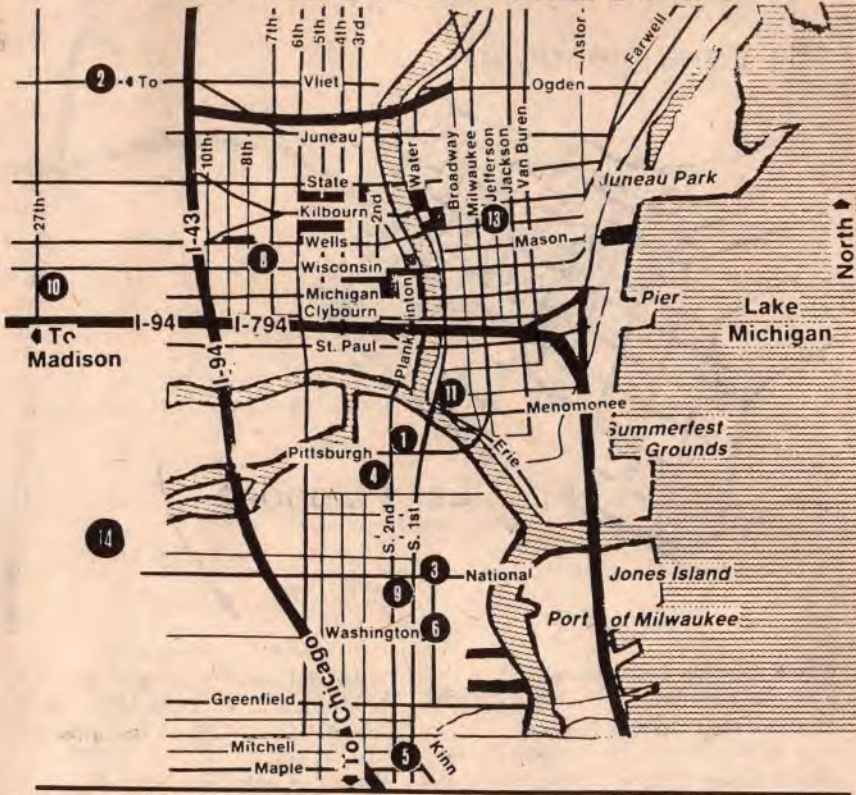 7th
6th
5th
4th
3rd
Astor
Farwell
2 To
Vliet
Ogden
Juneau
10th
8th
State
2nd
Water
Broadway
Milwaukee
Jefferson
Jackson
Van Buren
Juneau Park
27th
I-43
Kilbourn
13
Wells
Mason
North
8
Wisconsin
10
Michigan
Clybourn
Pier
Lake
Michigan
I-94
I-794
To
Madison
St. Paul
Plankinton
I-94
11
Menomonee
1
Erie
Summerfest
Grounds
Pittsburgh
4
14
S. 2nd
S. 1st
3
National
Jones Island
9
Port of Milwaukee
Washington
6
To Chicago
Greenfield
Mitchell
5
Kinn
Maple